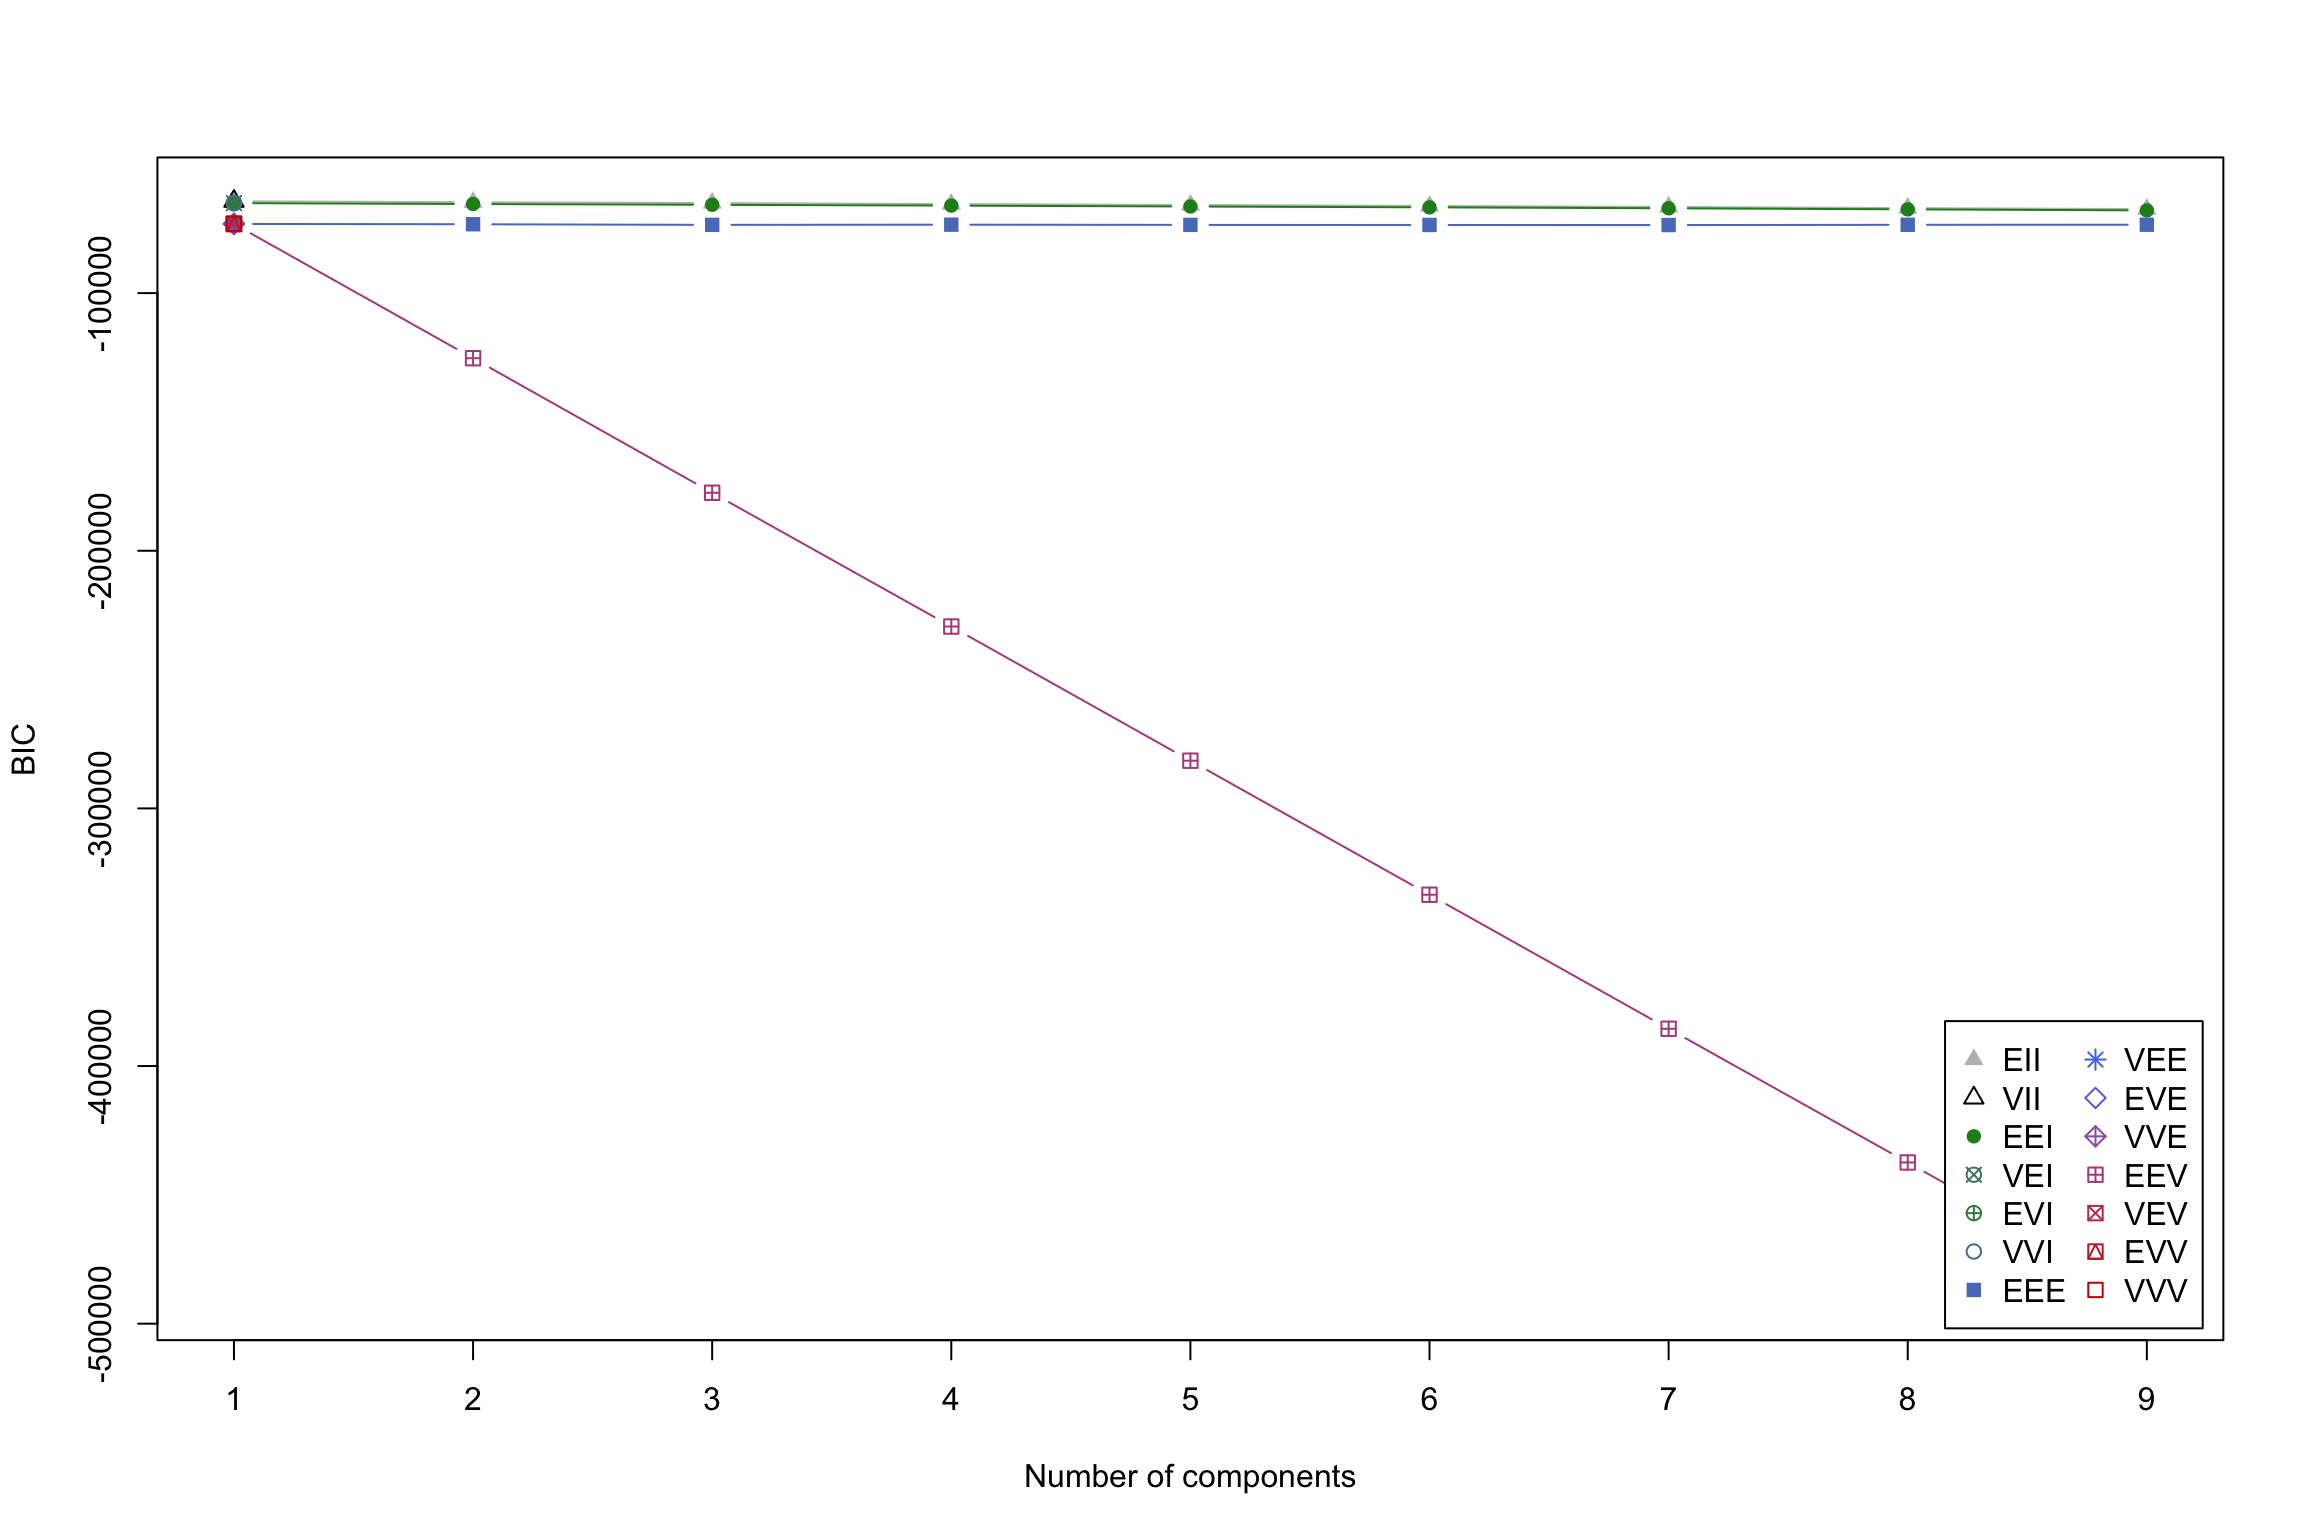 BIC
-100000
-200000
-300000
-400000
-500000
1 2 3 4 5 6 7 8 9
Number of components
EII VEE
VII EVE
EEI VVE
VEI EEV
EVI VEV
VVI EVV
EEE VVV